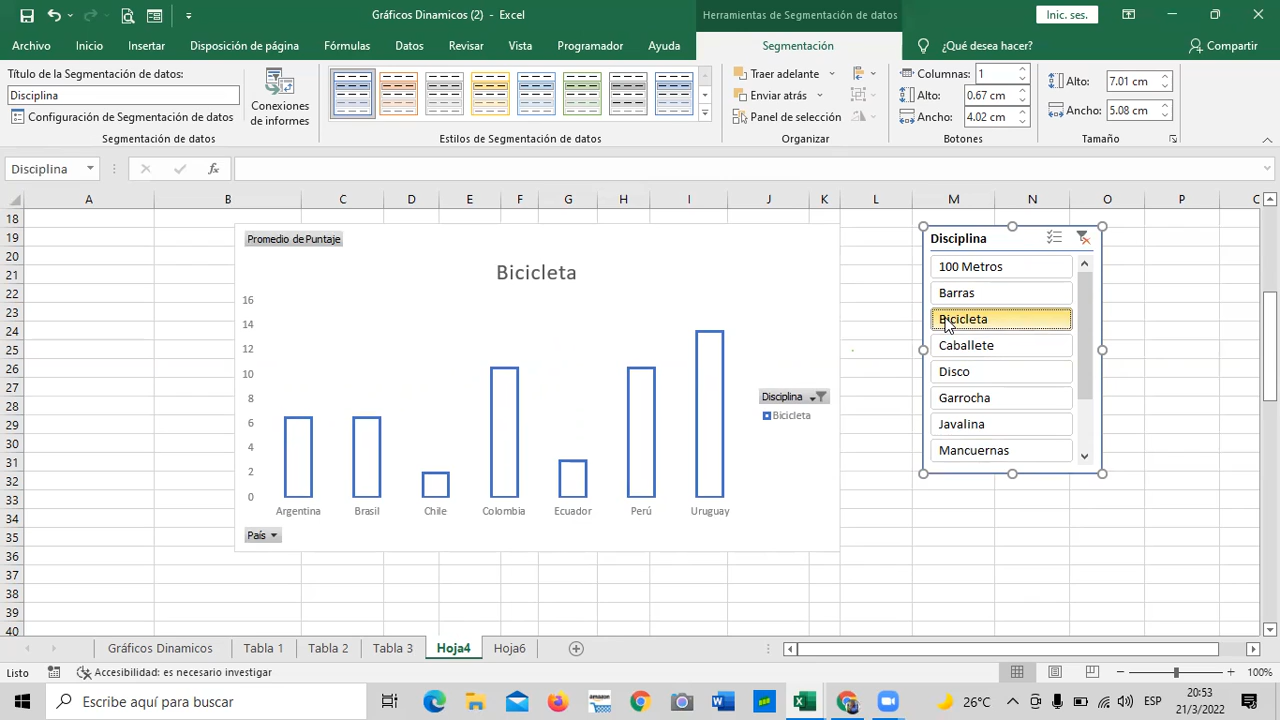 Gráficos Dinamicos (2) - Excel
Herramientas de Segmentación de datos
Inic. ses.
Archivo Inicio Insertar Disposición de página Fórmulas Datos Revisar Vista Programador Ayuda Segmentación ¿Qué desea hacer? Compartir
Título de la Segmentación de datos:
Disciplina
Configuración de Segmentación de datos
Segmentación de datos
Conexiones
de informes
Estilos de Segmentación de datos
Traer adelante
Enviar atrás
Panel de selección
Organizar
Columnas: 1
Alto: 0.67 cm
Ancho: 4.02 cm
Botones
Alto: 7.01 cm
Ancho: 5.08 cm
Tamaño
Disciplina fx
A B C D E F G H I J K L M N O P C
18
19
20
21
22
23
24
25
26
27
28
29
30
31
32
33
34
35
36
37
38
39
40
Promedio de Puntaje
Bicicleta
16
14
12
10
8
6
4
2
0
Argentina Brasil Chile Colombia Ecuador Perú Uruguay
País
Disciplina
Bicicleta
Disciplina
100 Metros
Barras
Bicicleta
Caballete
Disco
Garrocha
Javalina
Mancuernas
Gráficos Dinamicos Tabla 1 Tabla 2 Tabla 3 Hoja4 Hoja6
Listo Accesibilidad: es necesario investigar 100%
Escribe aquí para buscar
amazon
26°C ESP
20:53
21/3/2022